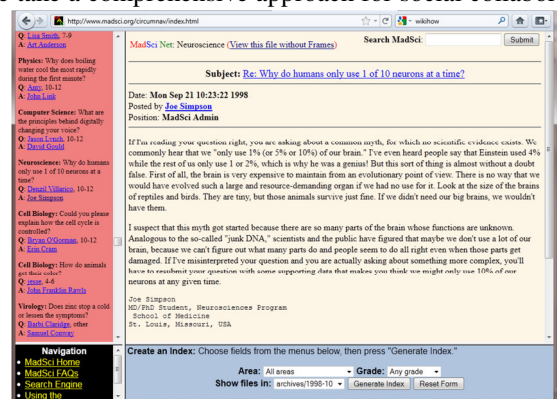 take a comprehensive approach for social collabor
http://www.madsci.org/circumnav/index.html
wikihow
Q: Lisa Smith, 7-9
A: Art Anderson
Physics: Why does boiling
water cool the most rapidly
during the first minute?
Q: Amy, 10-12
A: John Link
Computer Science: What are
the principles behind digitally
changing your voice?
Q: Jason Lynch, 10-12
A: David Gould
Neuroscience: Why do humans
only use 1 of 10 neurons at a
time?
Q: Denzil Villarico, 10-12
A: Joe Simpson
Cell Biology: Could you please
explain how the cell cycle is
controlled?
Q: Bryan O'Gorman, 10-12
A: Erin Cram
Cell Biology: How do animals
get their color?
Q: jesse, 4-6
A: John Franklin Rawls
Virology: Does zinc stop a cold
or lessen the symptoms?
Q: Barbi Claridge, other
A: Samuel Conway
MadSci Net: Neuroscience (View this file without Frames)
Search MadSci: Submit
Subject: Re: Why do humans only use 1 of 10 neurons at a time?
Date: Mon Sep 21 10:23:22 1998
Posted by Joe Simpson
Position: MadSci Admin
If I'm reading your question right, you are asking about a common myth, for which no scientific evidence exists. We
commonly hear that we "only use 1% (or 5% or 10%) of our brain." I've even heard people say that Einstein used 4%
while the rest of us only use 1 or 2%, which is why he was a genius! But this sort of thing is almost without a doubt
false. First of all, the brain is very expensive to maintain from an evolutionary point of view. There is no way that we
would have evolved such a large and resource-demanding organ if we had no use for it. Look at the size of the brains
of reptiles and birds. They are tiny, but those animals survive just fine. If we didn't need our big brains, we wouldn't
have them.
I suspect that this myth got started because there are so many parts of the brain whose functions are unknown.
Analogous to the so-called "junk DNA," scientists and the public have figured that maybe we don't use a lot of our
brain, because we can't figure out what many parts do and people seem to do all right even when those parts get
damaged. If I've misinterpreted your question and you are actually asking about something more complex, you'll
have to resubmit your question with some supporting data that makes you think we might only use 10% of our
neurons at any given time.
Joe Simpson
MD/PhD Student, Neurosciences Program
School of Medicine
St. Louis, Missouri, USA
Navigation
MadSci Home
MadSci FAQs
Search Engine
Using the
Create an Index: Choose fields from the menus below, then press "Generate Index."
Area: All areas Grade: Any grade
Show files in: archives/1998-10 Generate Index Reset Form